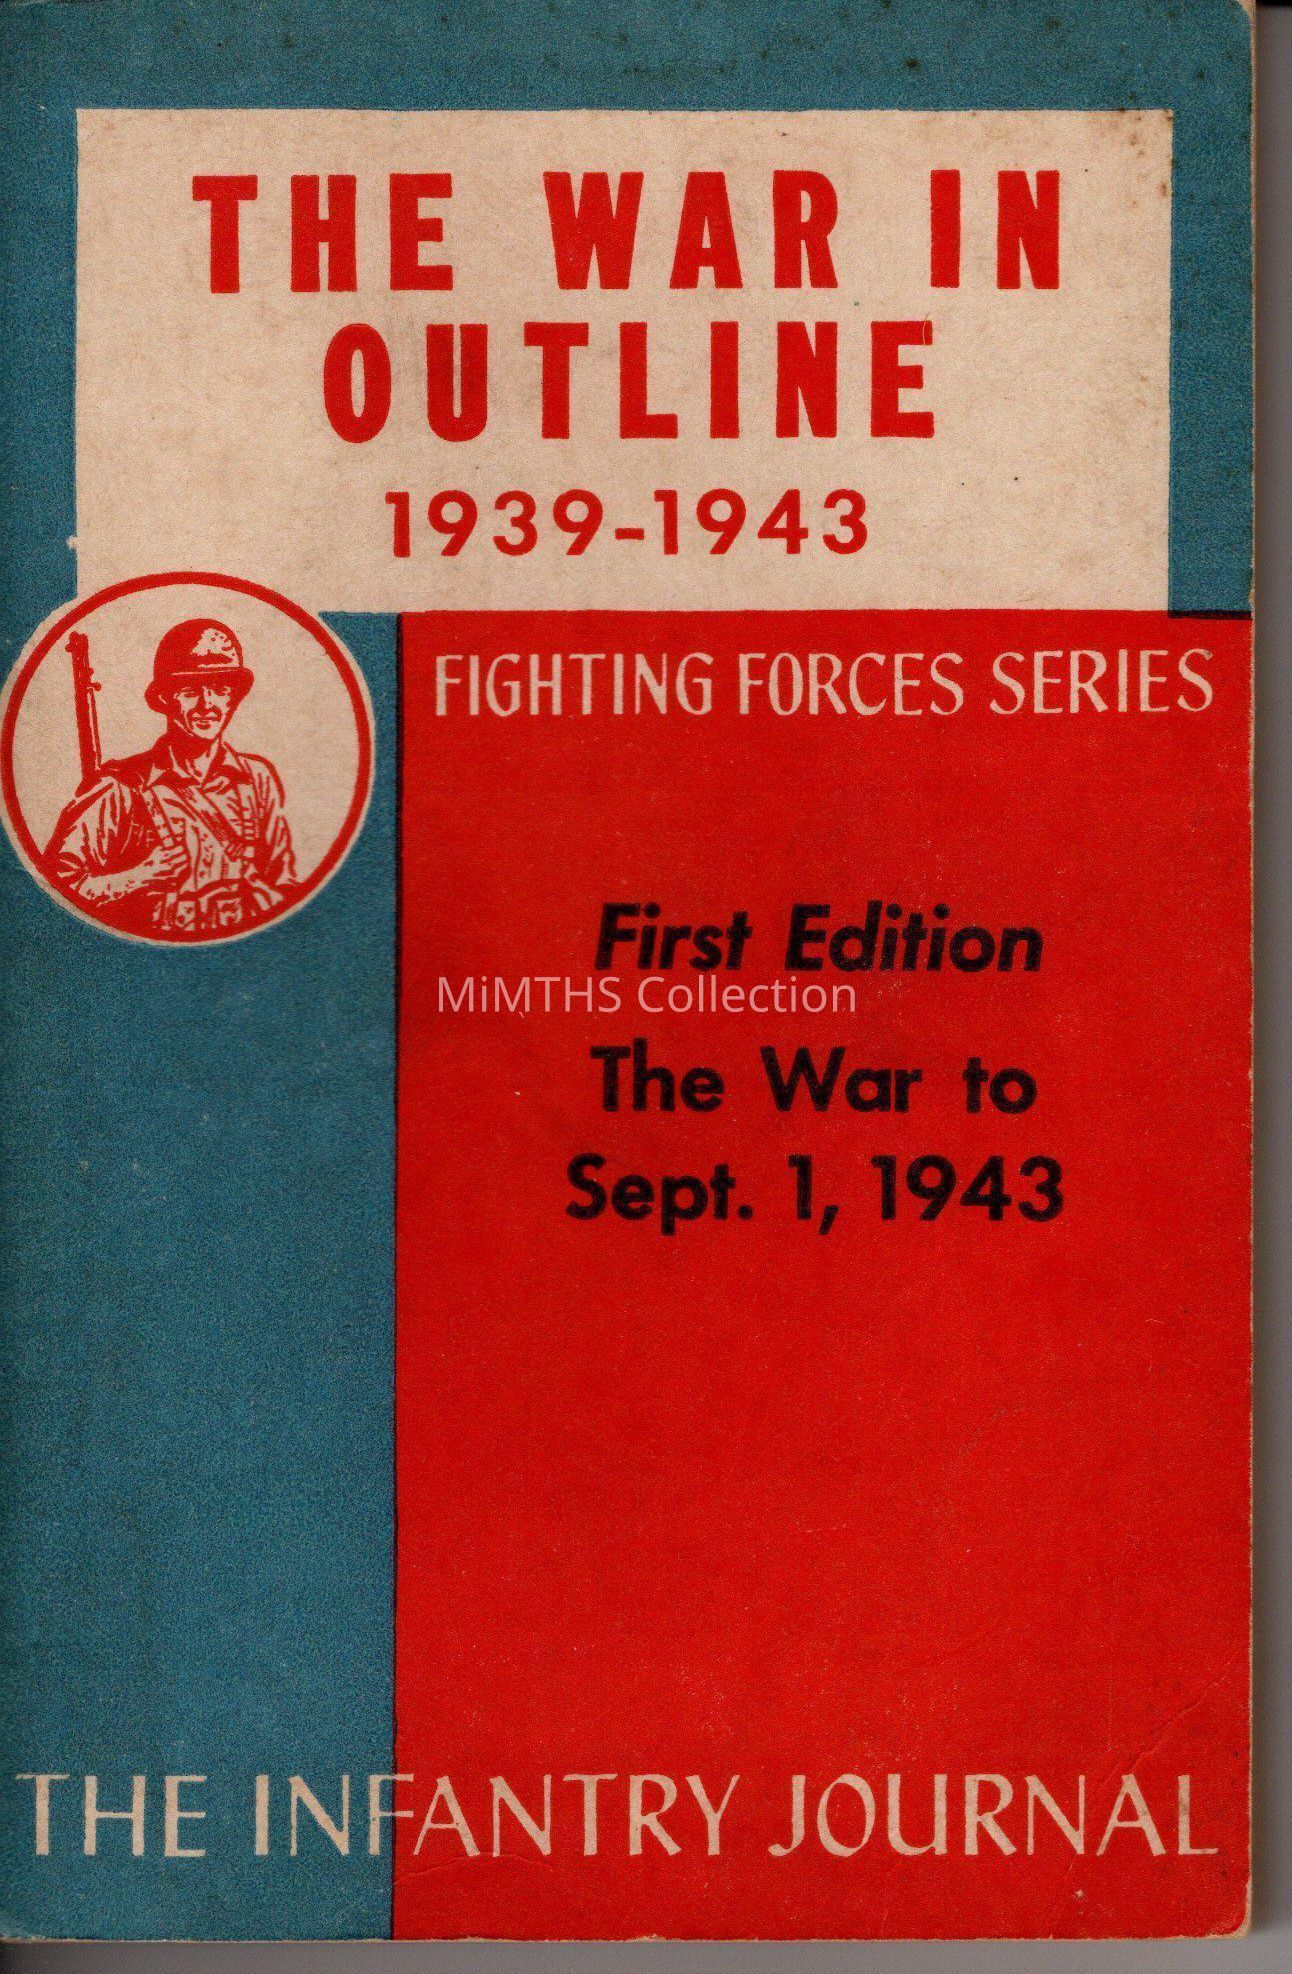 THE WAR IN
OUTLINE
1939-1943
FIGHTING FORCES SERIES
First Edition
MiMTHS Collection
The War to
Sept. 1, 1943
THE INFANTRY JOURNAL